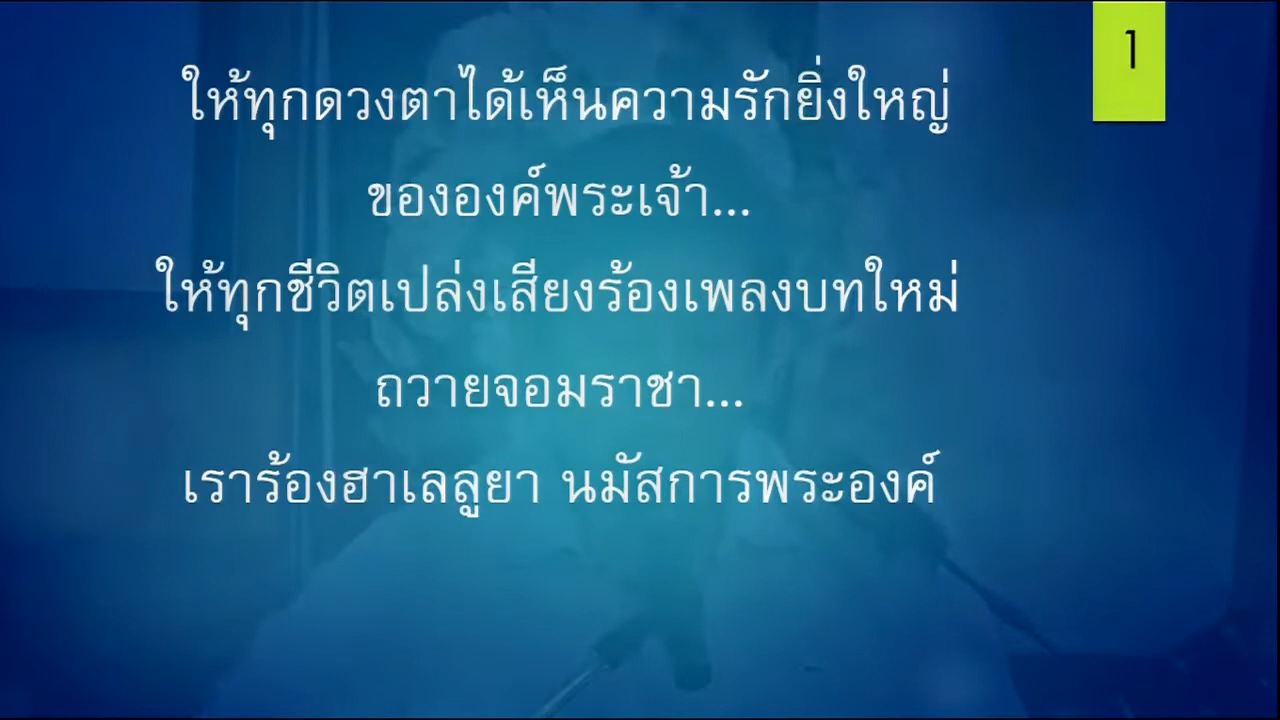 1
ให้ทุกดวงตาได้เห็นความรักยิ่งใหญ่
ขององค์พระเจ้า...
ให้ทุกชีวิตเปล่งเสียงร้องเพลงบทใหม่
ถวายจอมราชา...
เราร้องฮาเลลูยา นมัสการพระองค์